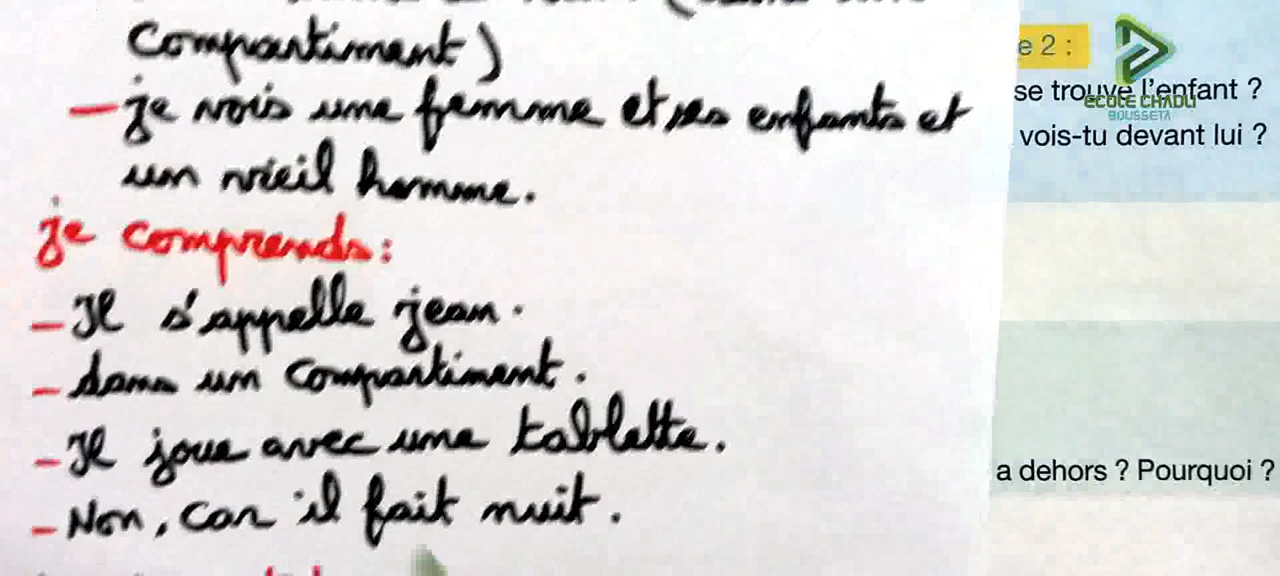 compartiment)
– je vois une femme et ses enfants et
un vieil homme.
je comprends:
– Il s'appelle jean.
– dans un compartiment.
– Il joue avec une tablette.
– Non, car il fait nuit.
e 2 :
se trouve l'enfant ?
ECOLE CHADLI
BOUSSETA
vois-tu devant lui ?
a dehors ? Pourquoi ?